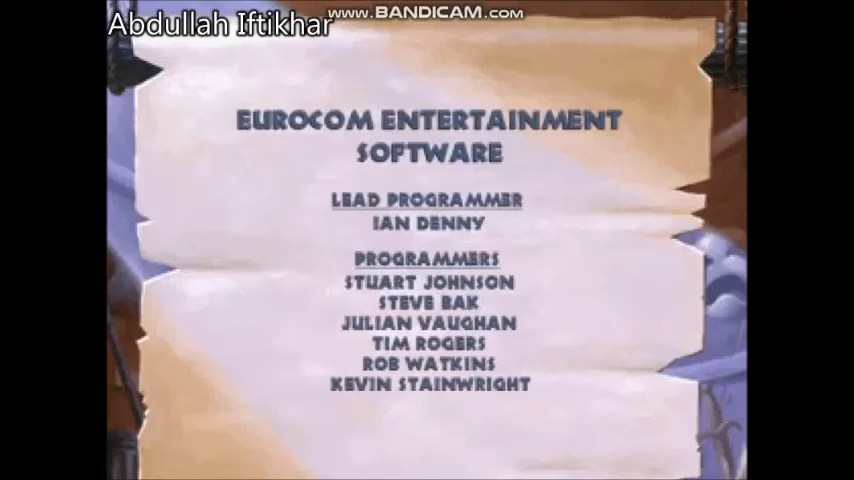 www.BANDICAM.com
Abdullah Iftikhar
EUROCOM ENTERTAINMENT
SOFTWARE
LEAD PROGRAMMER
IAN DENNY
PROGRAMMERS
STUART JOHNSON
STEVE BAK
JULIAN VAUGHAN
TIM ROGERS
ROB WATKINS
KEVIN STAINWRIGHT